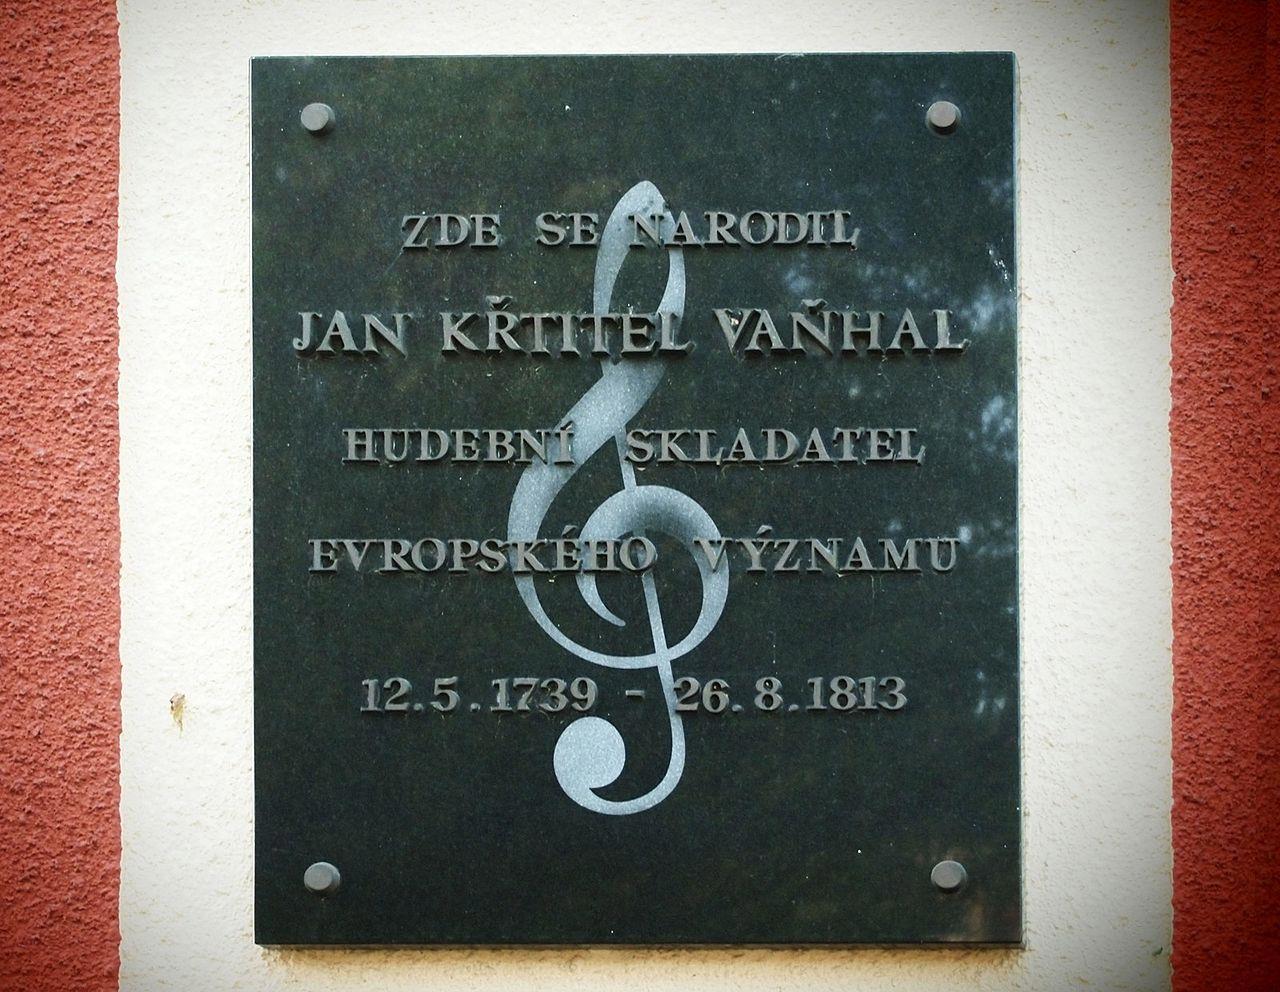 ZDE SE NARODIL
JAN KŘTITEL VAŇHAL
HUDEBNÍ SKLADATEL
EVROPSKÉHO VÝZNAMU
12.5.1739 - 26.8.1813